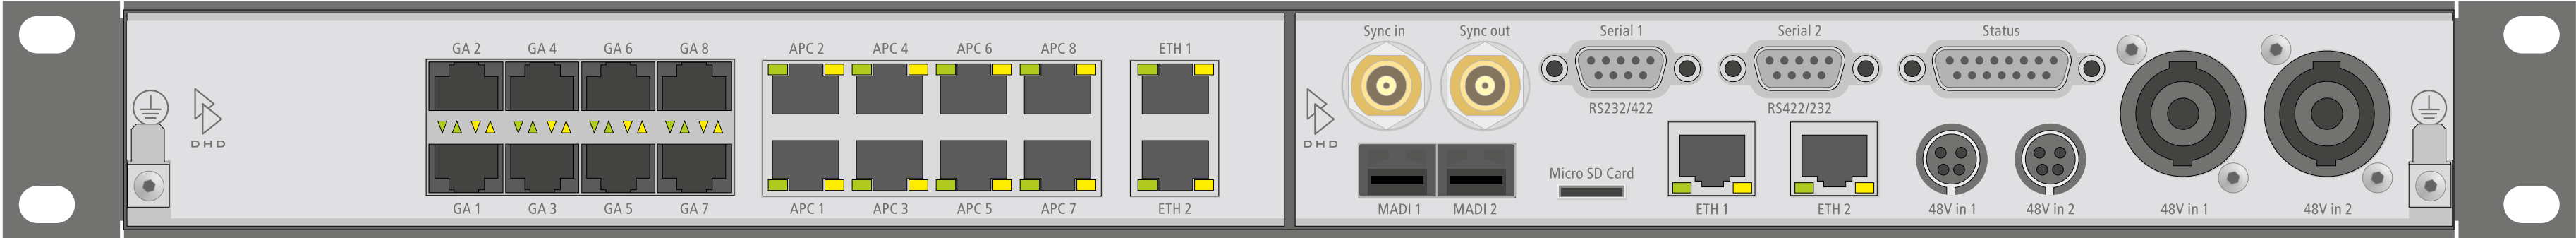 GA 2 GA 4 GA 6 GA 8
GA 1 GA 3 GA 5 GA 7
APC 2 APC 4 APC 6 APC 8
APC 1 APC 3 APC 5 APC 7
ETH 1
ETH 2
DHD
DHD
Sync in Sync out
MADI 1 MADI 2
Serial 1
RS232/422
Serial 2
RS422/232
Status
Micro SD Card
ETH 1 ETH 2
48V in 1 48V in 2
48V in 1 48V in 2